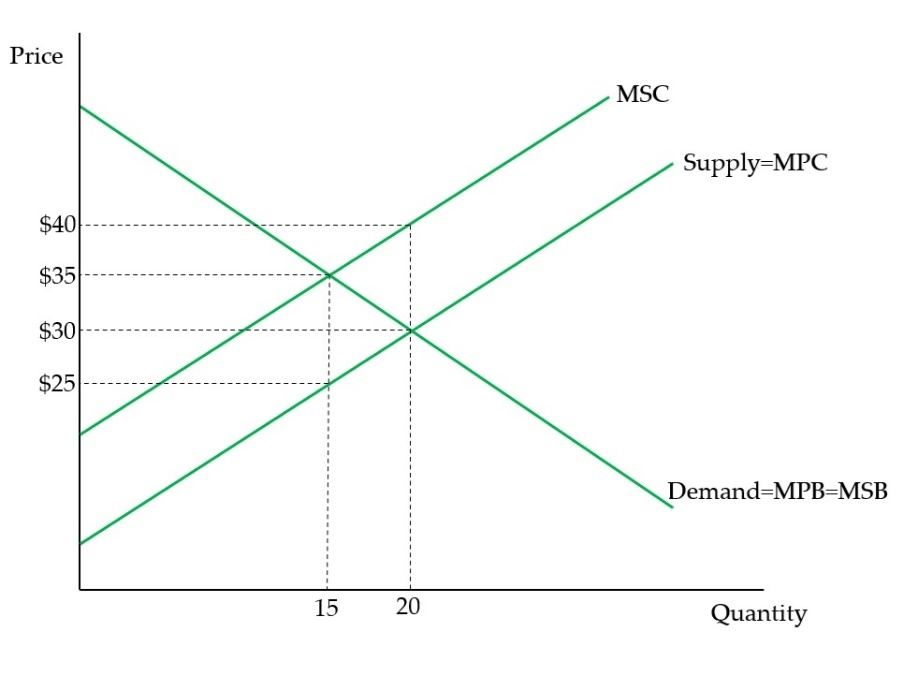 Price
MSC
Supply=MPC
$40
$35
$30
$25
Demand=MPB=MSB
15
20
Quantity